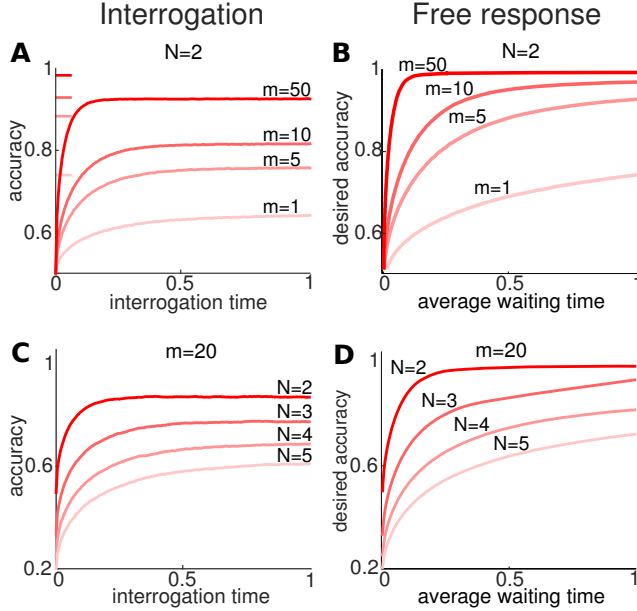 Interrogation
Free response
A
N=2
1
0.8
0.6
accuracy
m=50
m=10
m=5
m=1
0
0.5
1
interrogation time
B
N=2
1
0.8
0.6
desired accuracy
m=50
m=10
m=5
m=1
0
0.5
1
average waiting time
C
m=20
1
0.6
0.2
accuracy
N=2
N=3
N=4
N=5
0
0.5
1
interrogation time
D
m=20
1
0.6
0.2
desired accuracy
N=2
N=3
N=4
N=5
0
0.5
1
average waiting time